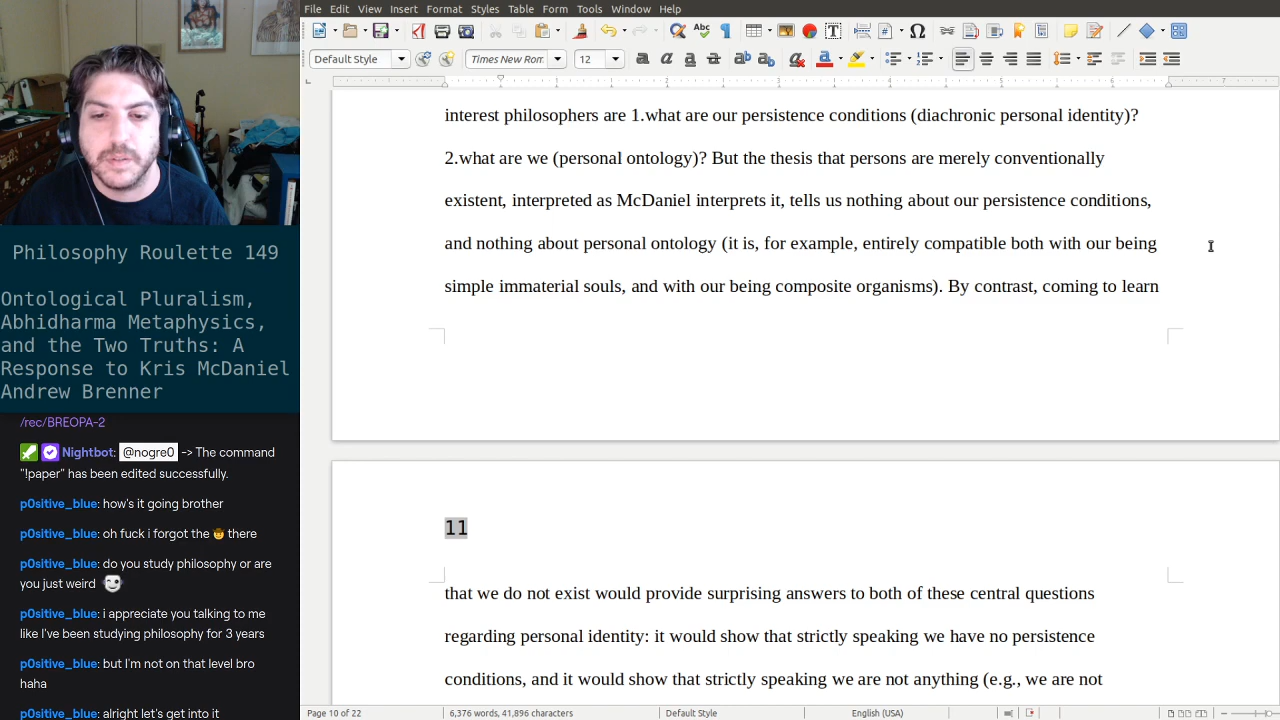 File Edit View Insert Format Styles Table Form Tools Window Help
Default Style
Times New Rom
12
interest philosophers are 1.what are our persistence conditions (diachronic personal identity)?
2.what are we (personal ontology)? But the thesis that persons are merely conventionally
existent, interpreted as McDaniel interprets it, tells us nothing about our persistence conditions,
and nothing about personal ontology (it is, for example, entirely compatible both with our being
simple immaterial souls, and with our being composite organisms). By contrast, coming to learn
11
that we do not exist would provide surprising answers to both of these central questions
regarding personal identity: it would show that strictly speaking we have no persistence
conditions, and it would show that strictly speaking we are not anything (e.g., we are not
Page 10 of 22
6,376 words, 41,896 characters
Default Style
English (USA)
Philosophy Roulette 149
Ontological Pluralism,
Abhidharma Metaphysics,
and the Two Truths: A
Response to Kris McDaniel
Andrew Brenner
/rec/BREOPA-2
Nightbot: @nogre0 -> The command
"!paper" has been edited successfully.
p0sitive_blue: how's it going brother
p0sitive_blue: oh fuck i forgot the 🤠 there
p0sitive_blue: do you study philosophy or are
you just weird
p0sitive_blue: i appreciate you talking to me
like I've been studying philosophy for 3 years
p0sitive_blue: but I'm not on that level bro
haha
p0sitive_blue: alright let's get into it